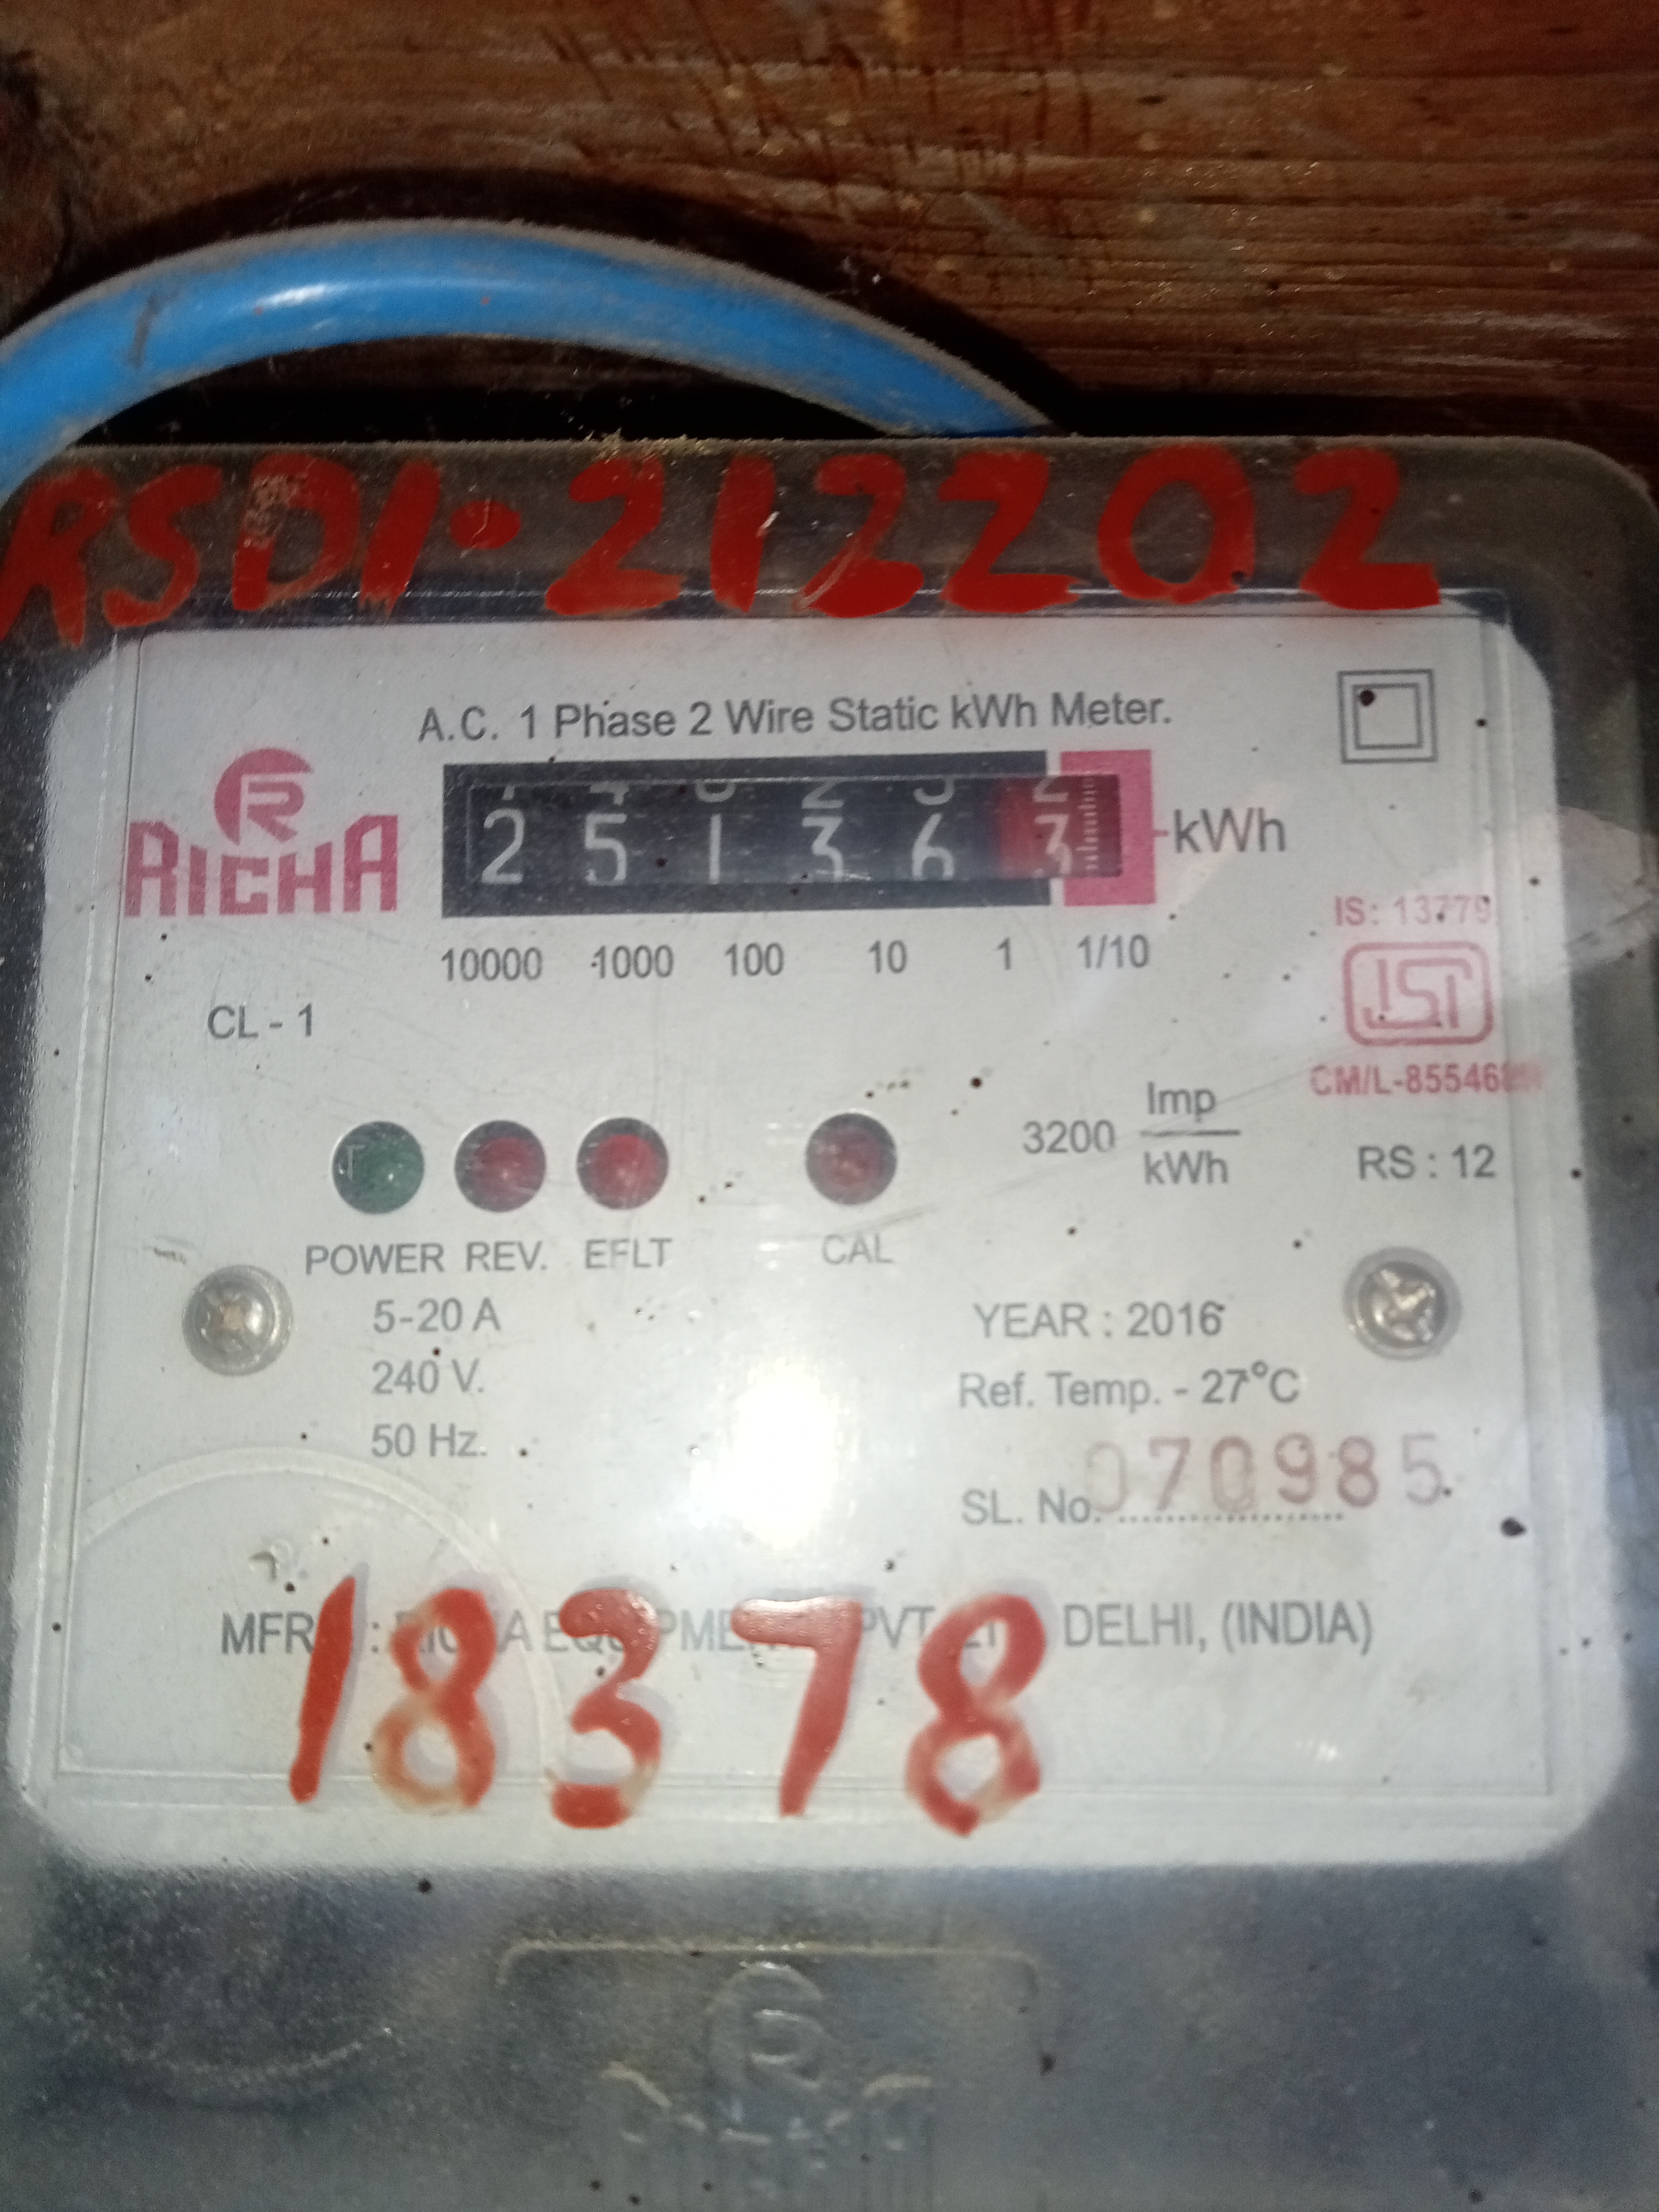 RSDI·212202
A.C. 1 Phase 2 Wire Static kWh Meter.
R
RICHA
2 5 1 3 6 3
kWh
10000 1000 100 10 1 1/10
IS: 13779
ISI
CL - 1
CM/L-85546
3200 Imp/kWh
RS : 12
POWER REV. EFLT CAL
5-20 A
240 V.
50 Hz.
YEAR : 2016
Ref. Temp. - 27°C
SL. No. 070985
DELHI, (INDIA)
18378